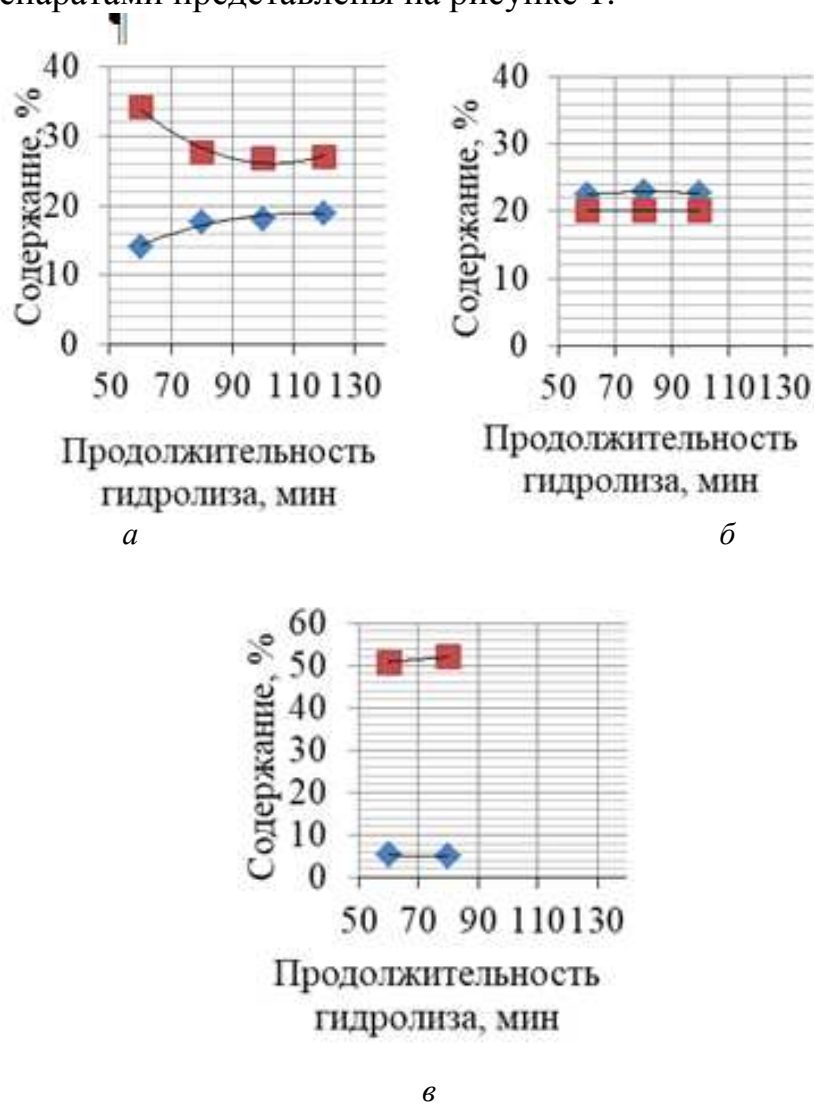 епаратами представлены на рисунке 1.
¶
40
30
20
10
0
Содержание, %
50 70 90 110 130
Продолжительность
гидролиза, мин
а
40
30
20
10
0
Содержание, %
50 70 90 110130
Продолжительность
гидролиза, мин
б
60
50
40
30
20
10
0
Содержание, %
50 70 90 110130
Продолжительность
гидролиза, мин
в